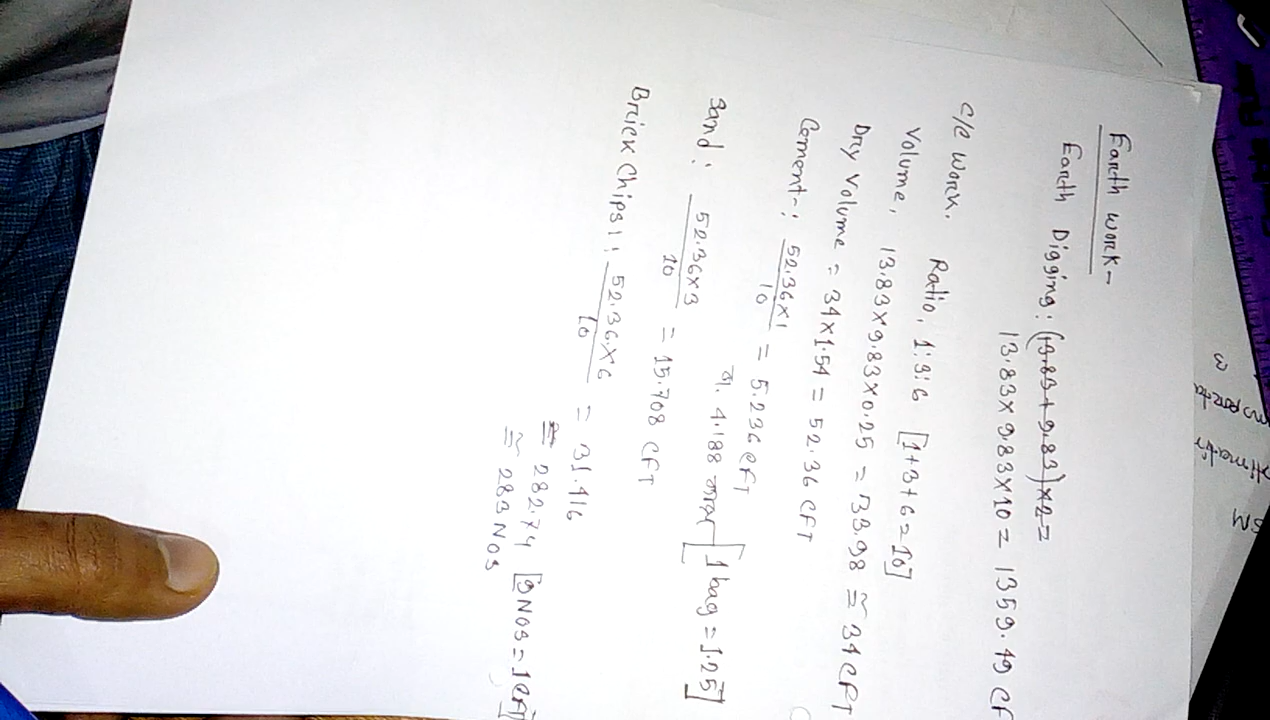 Earth work-
Earth Digging: (13.83+9.83)×2=
13.83×9.83×10= 1359.49 CF
C/C Work. Ratio, 1:3:6 [1+3+6=10]
Volume, 13.83×9.83×0.25 = 33.98 ≅ 34 CFT
Dry Volume = 34×1.54 = 52.36 CFT
Cement-: 52.36×1/10 = 5.236 CFT
বা. 4.188 ব্যাগ [1 bag = 1.25]
Sand: 52.36×3/10 = 15.708 CFT
Brick Chips: 52.36×6/10 = 31.416
≅ 282.74 [9 Nos = 1 CFT]
≅ 283 Nos